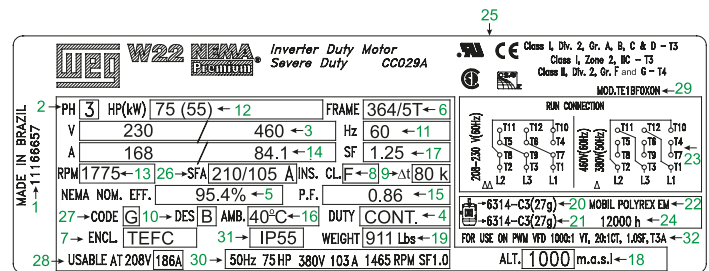 25
WEG W22 NEMA Premium Inverter Duty Motor
Severe Duty CC029A
Class I, Div. 2, Gr. A, B, C & D - T3
Class I, Zone 2, IIC - T3
Class II, Div. 2, Gr. F and G - T4
MOD.TE1BFOXON 29
MADE IN BRAZIL
1 11166657
2 PH 3 HP(kW) 75 (55) 12 FRAME 364/5T 6
V 230 / 460 3 Hz 60 11
A 168 / 84.1 14 SF 1.25 17
RPM 1775 13 26 SFA 210/105 A INS. CL. F 8 9 Δt 80 k
NEMA NOM. EFF. 95.4% 5 P.F. 0.86 15
27 CODE G 10 DES B AMB. 40ºC 16 DUTY CONT. 4
7 ENCL. TEFC 31 IP55 WEIGHT 911 Lbs 19
28 USABLE AT 208V 186A 30 50Hz 75HP 380V 103A 1465 RPM SF1.0
RUN CONNECTION
208-230 V(60Hz)
T11 T12 T10
T5 T6 T4
T8 T9 T7
T2 T3 T1
L2 L3 L1
460V(60Hz)
380V(50Hz)
T11 T12 T10
T8 T9 T7
T5 T6 T4
T2 T3 T1
L2 L3 L1
23
6314-C3(27g) 20 MOBIL POLYREX EM 22
6314-C3(27g) 21 12000 h 24
FOR USE ON PWM VFD 1000:1 VT, 20:1CT, 1.0SF, T3A 32
ALT. 1000 m.a.s.l 18